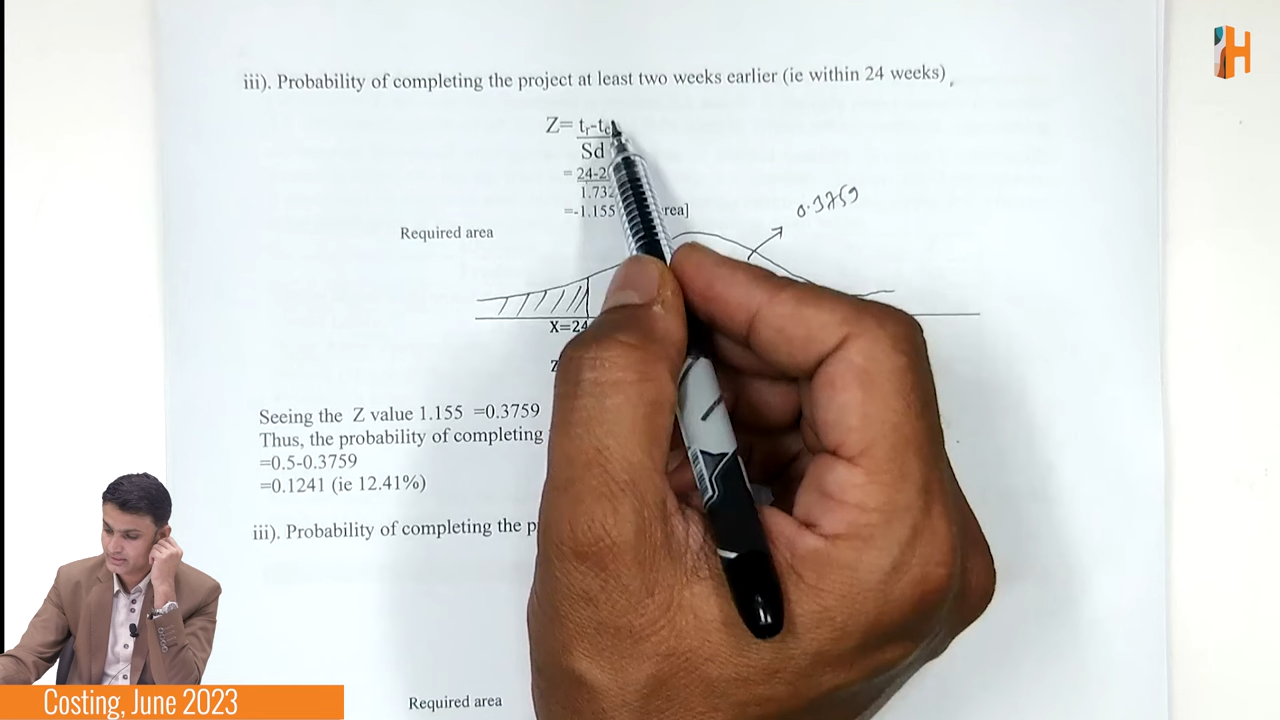 iii). Probability of completing the project at least two weeks earlier (ie within 24 weeks)
Z= tr-te
Sd
= 24-2
1.732
=-1.155 rea]
0.3759
Required area
X=24
Z
Seeing the Z value 1.155 =0.3759
Thus, the probability of completing
=0.5-0.3759
=0.1241 (ie 12.41%)
iii). Probability of completing the p
Required area
H
Costing, June 2023